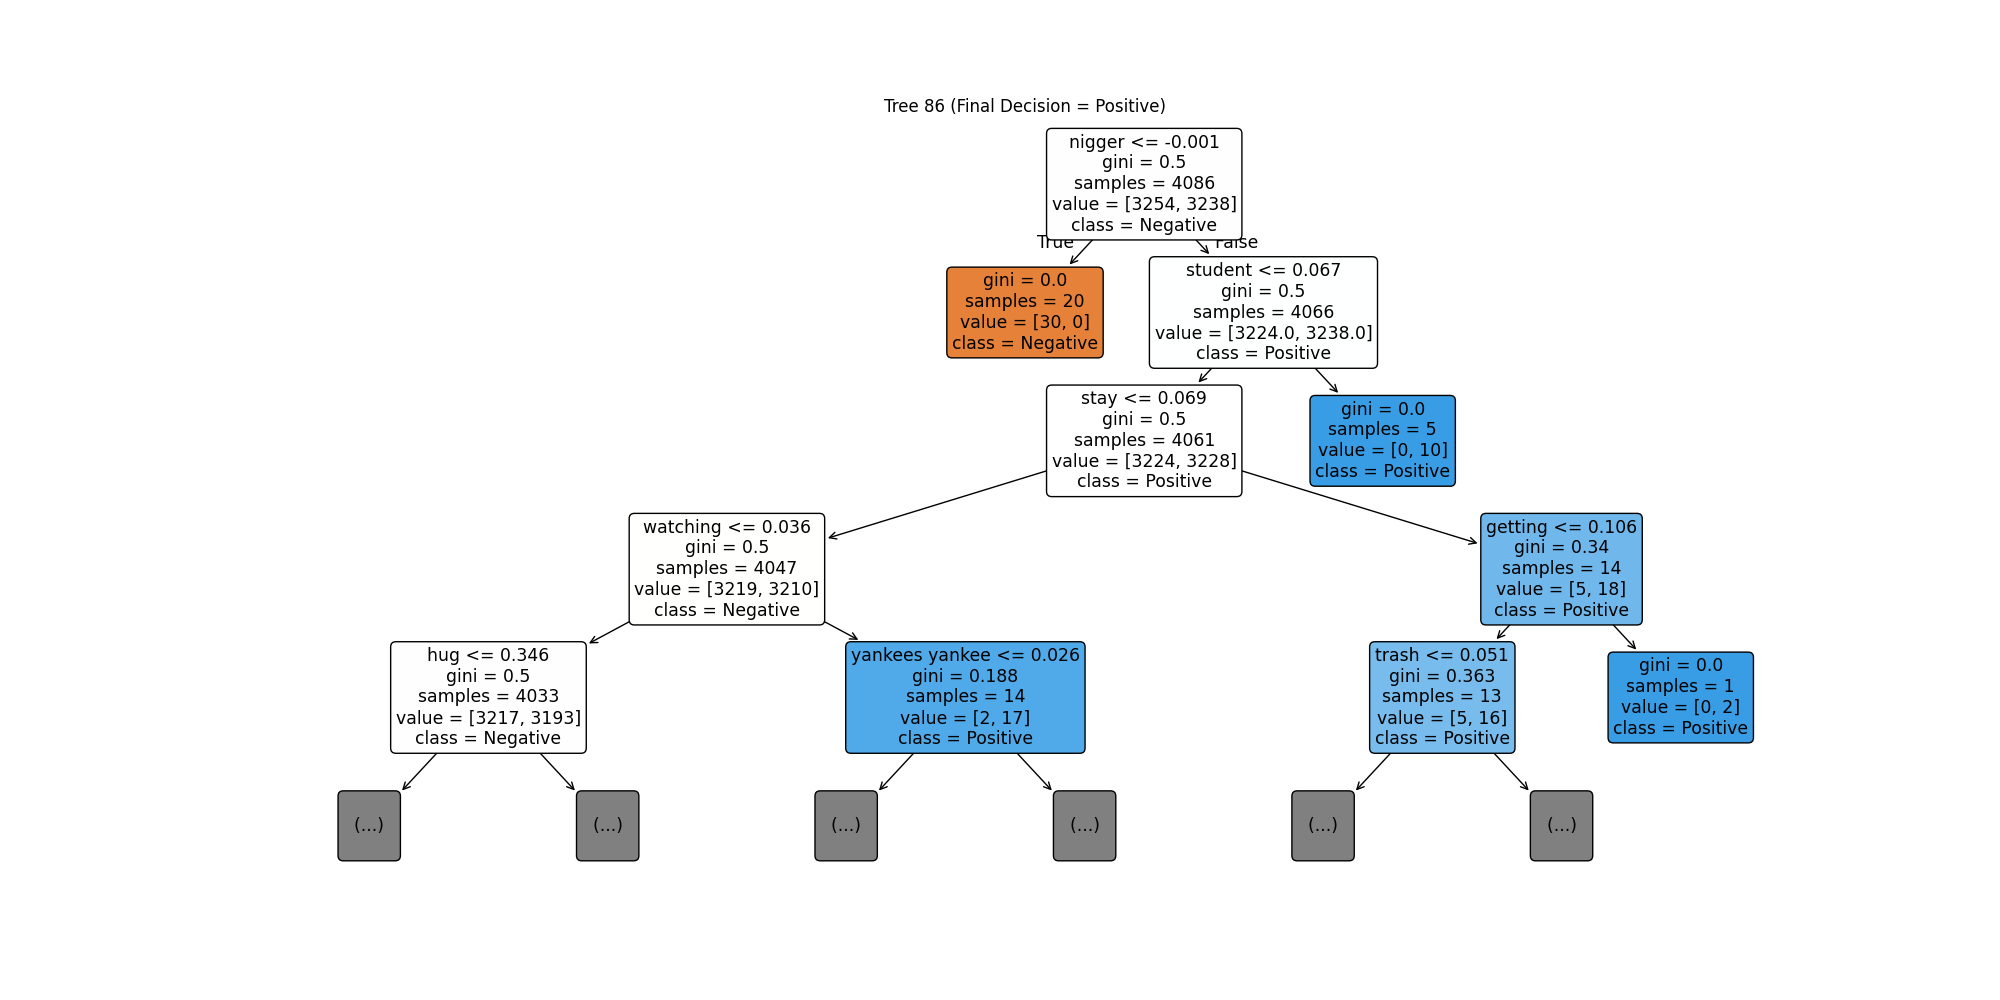 Tree 86 (Final Decision = Positive)
nigger <= -0.001
gini = 0.5
samples = 4086
value = [3254, 3238]
class = Negative
True
False
gini = 0.0
samples = 20
value = [30, 0]
class = Negative
student <= 0.067
gini = 0.5
samples = 4066
value = [3224.0, 3238.0]
class = Positive
stay <= 0.069
gini = 0.5
samples = 4061
value = [3224, 3228]
class = Positive
gini = 0.0
samples = 5
value = [0, 10]
class = Positive
watching <= 0.036
gini = 0.5
samples = 4047
value = [3219, 3210]
class = Negative
getting <= 0.106
gini = 0.34
samples = 14
value = [5, 18]
class = Positive
hug <= 0.346
gini = 0.5
samples = 4033
value = [3217, 3193]
class = Negative
yankees yankee <= 0.026
gini = 0.188
samples = 14
value = [2, 17]
class = Positive
trash <= 0.051
gini = 0.363
samples = 13
value = [5, 16]
class = Positive
gini = 0.0
samples = 1
value = [0, 2]
class = Positive
(...)
(...)
(...)
(...)
(...)
(...)